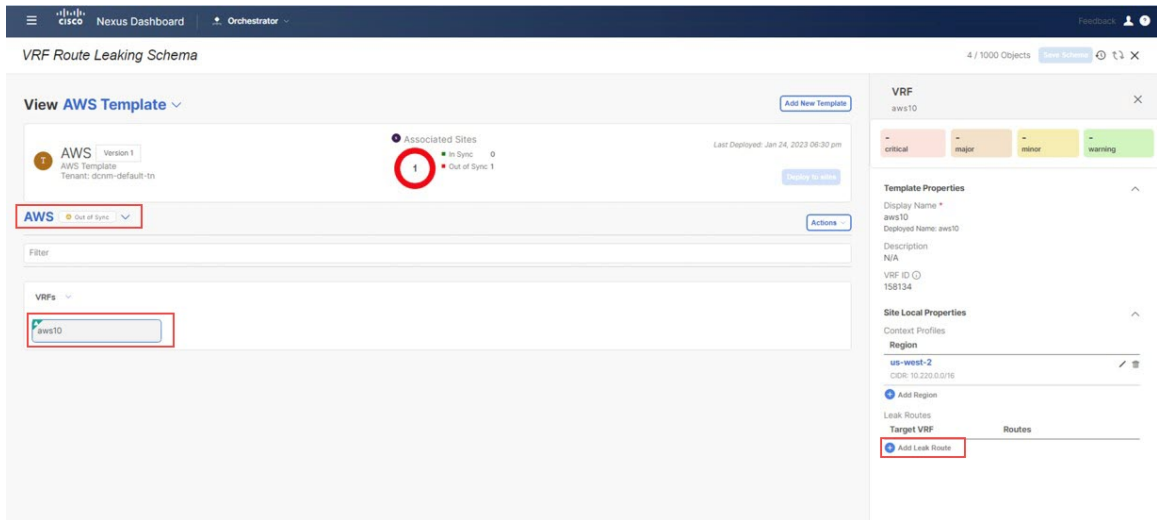 cisco Nexus Dashboard Orchestrator Feedback
VRF Route Leaking Schema 4 / 1000 Objects Save Schema
View AWS Template Add New Template
T AWS Version 1
AWS Template
Tenant: dcnm-default-tn
Associated Sites
1
In Sync 0
Out of Sync 1
Last Deployed: Jan 24, 2023 06:30 pm
Deploy to sites
AWS Out of Sync Actions
Filter
VRFs
aws10
VRF
aws10
- - - -
critical major minor warning
Template Properties
Display Name *
aws10
Deployed Name: aws10
Description
N/A
VRF ID
158134
Site Local Properties
Context Profiles
Region
us-west-2
CIDR: 10.220.0.0/16
Add Region
Leak Routes
Target VRF Routes
Add Leak Route